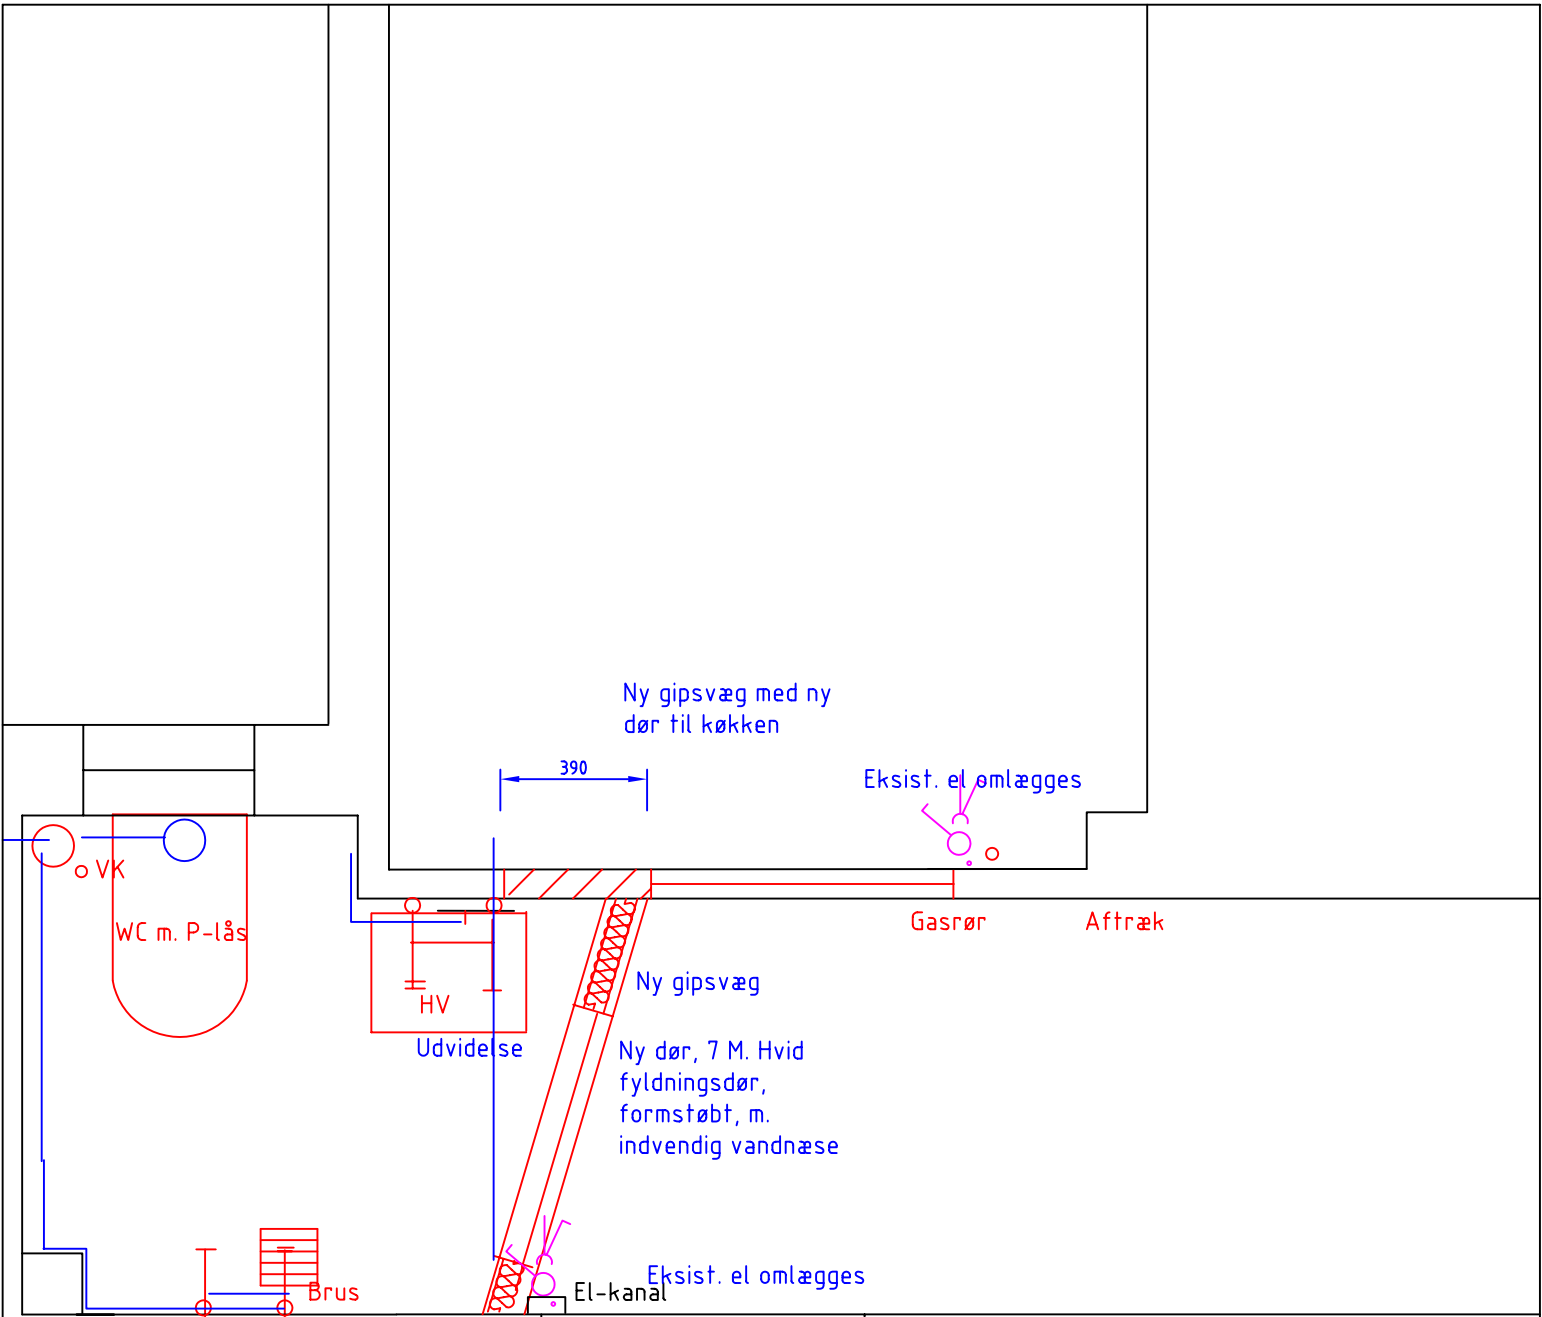 Ny gipsvæg med ny
dør til køkken
390
Eksist. el omlægges
VK
WC m. P-lås
Gasrør
Aftræk
Ny gipsvæg
HV
Udvidelse
Ny dør, 7 M. Hvid
fyldningsdør,
formstøbt, m.
indvendig vandnæse
Eksist. el omlægges
El-kanal
Brus